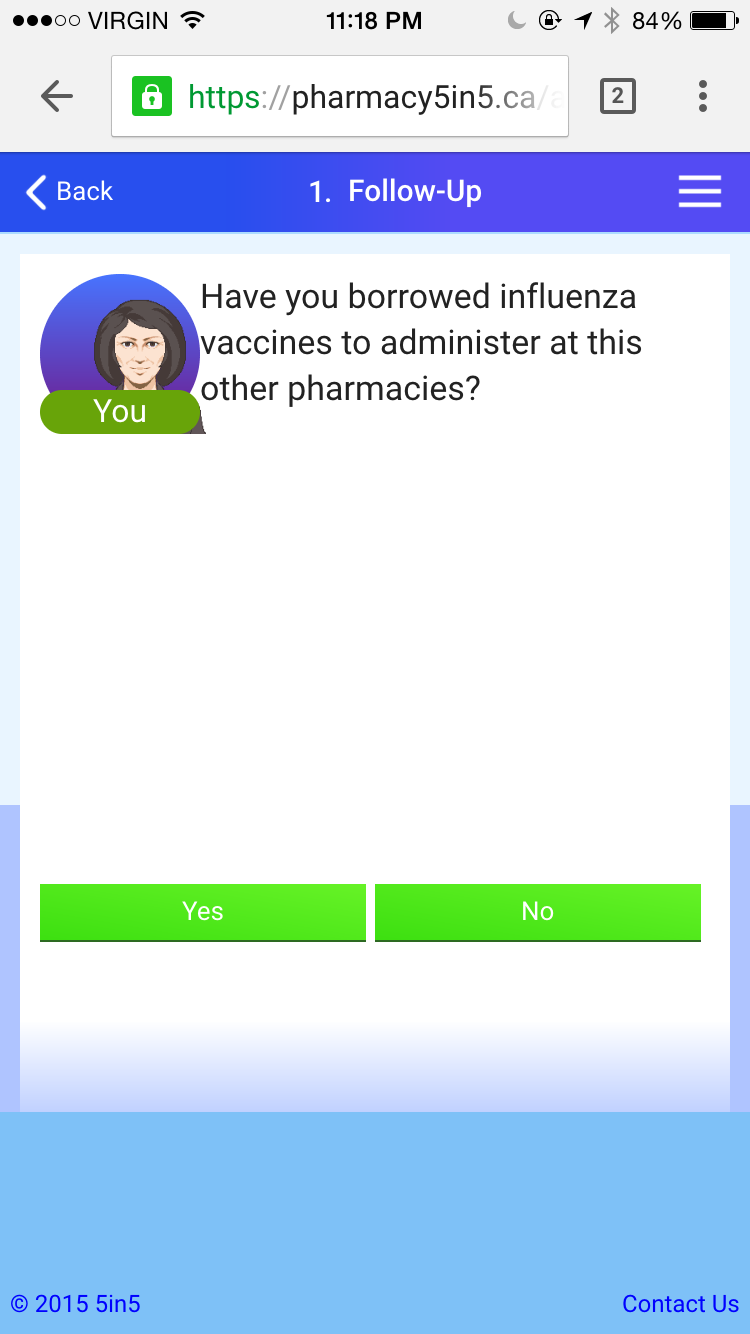 VIRGIN 11:18 PM 84%
https://pharmacy5in5.ca/a 2
Back 1. Follow-Up
Have you borrowed influenza
vaccines to administer at this
other pharmacies?
You
Yes No
© 2015 5in5 Contact Us